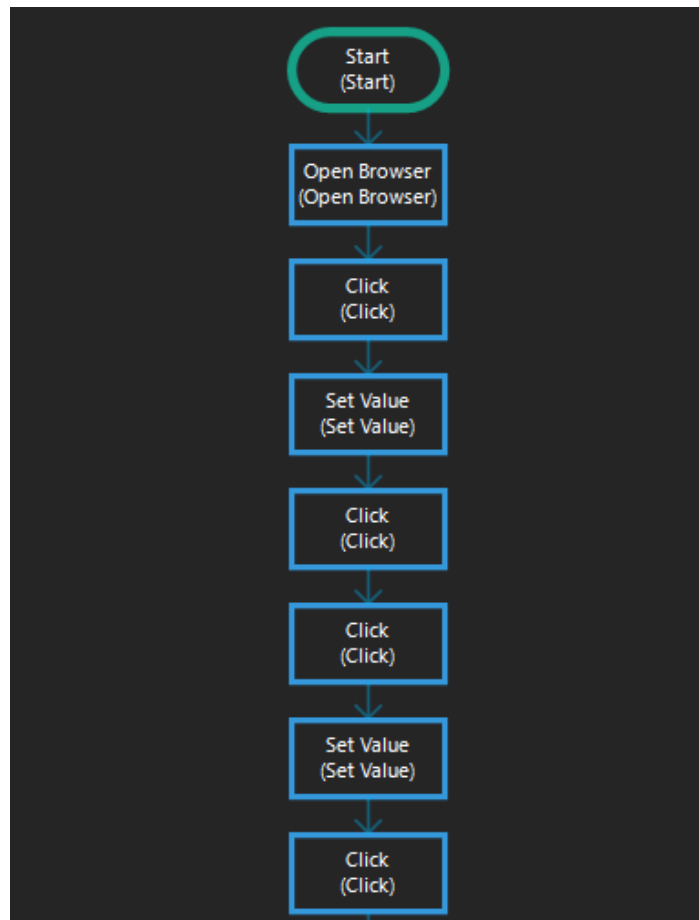 Start
(Start)
Open Browser
(Open Browser)
Click
(Click)
Set Value
(Set Value)
Click
(Click)
Click
(Click)
Set Value
(Set Value)
Click
(Click)